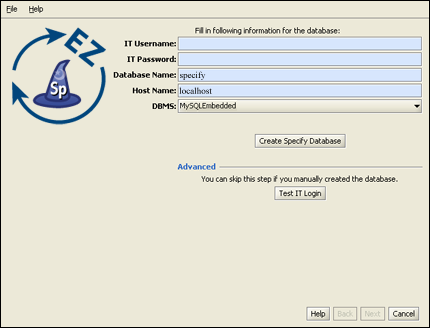 File Help
EZ
Sp
Fill in following information for the database:
IT Username:
IT Password:
Database Name: specify
Host Name: localhost
DBMS: MySQLEmbedded
Create Specify Database
Advanced
You can skip this step if you manually created the database.
Test IT Login
Help Back Next Cancel